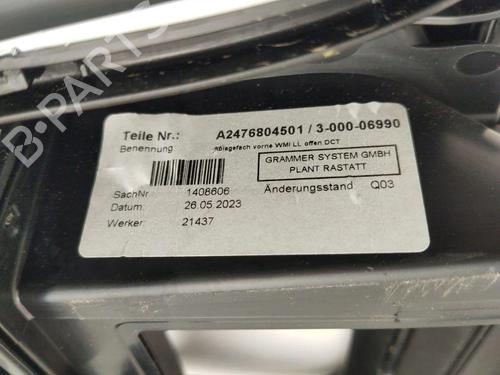 B-PARTS
Teile Nr.: A2476804501 / 3-000-06990
Benennung: Ablagefach vorne WMI LL offen DCT
GRAMMER SYSTEM GMBH
PLANT RASTATT
SachNr 1408606 Änderungsstand Q03
Datum: 26.05.2023
Werker: 21437